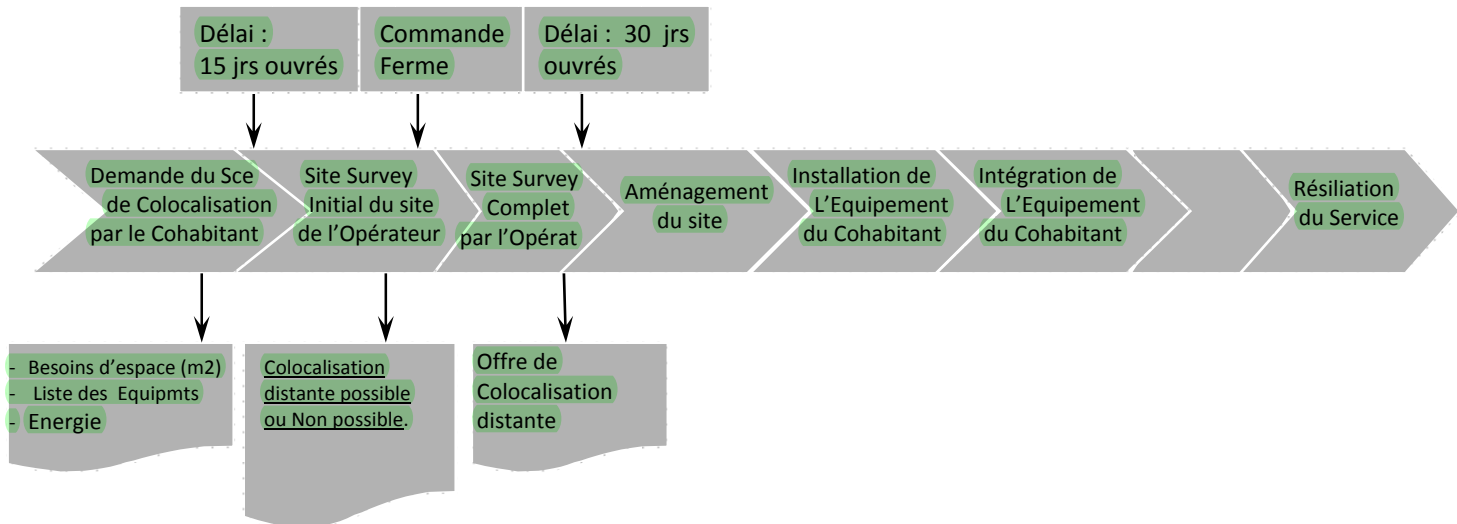 Délai :
15 jrs ouvrés
Commande
Ferme
Délai : 30 jrs
ouvrés
Demande du Sce
de Colocalisation
par le Cohabitant
Site Survey
Initial du site
de l’Opérateur
Site Survey
Complet
par l’Opérat
Aménagement
du site
Installation de
L’Equipement
du Cohabitant
Intégration de
L’Equipement
du Cohabitant
Résiliation
du Service
- Besoins d’espace (m2)
- Liste des Equipmts
- Energie
Colocalisation
distante possible
ou Non possible.
Offre de
Colocalisation
distante